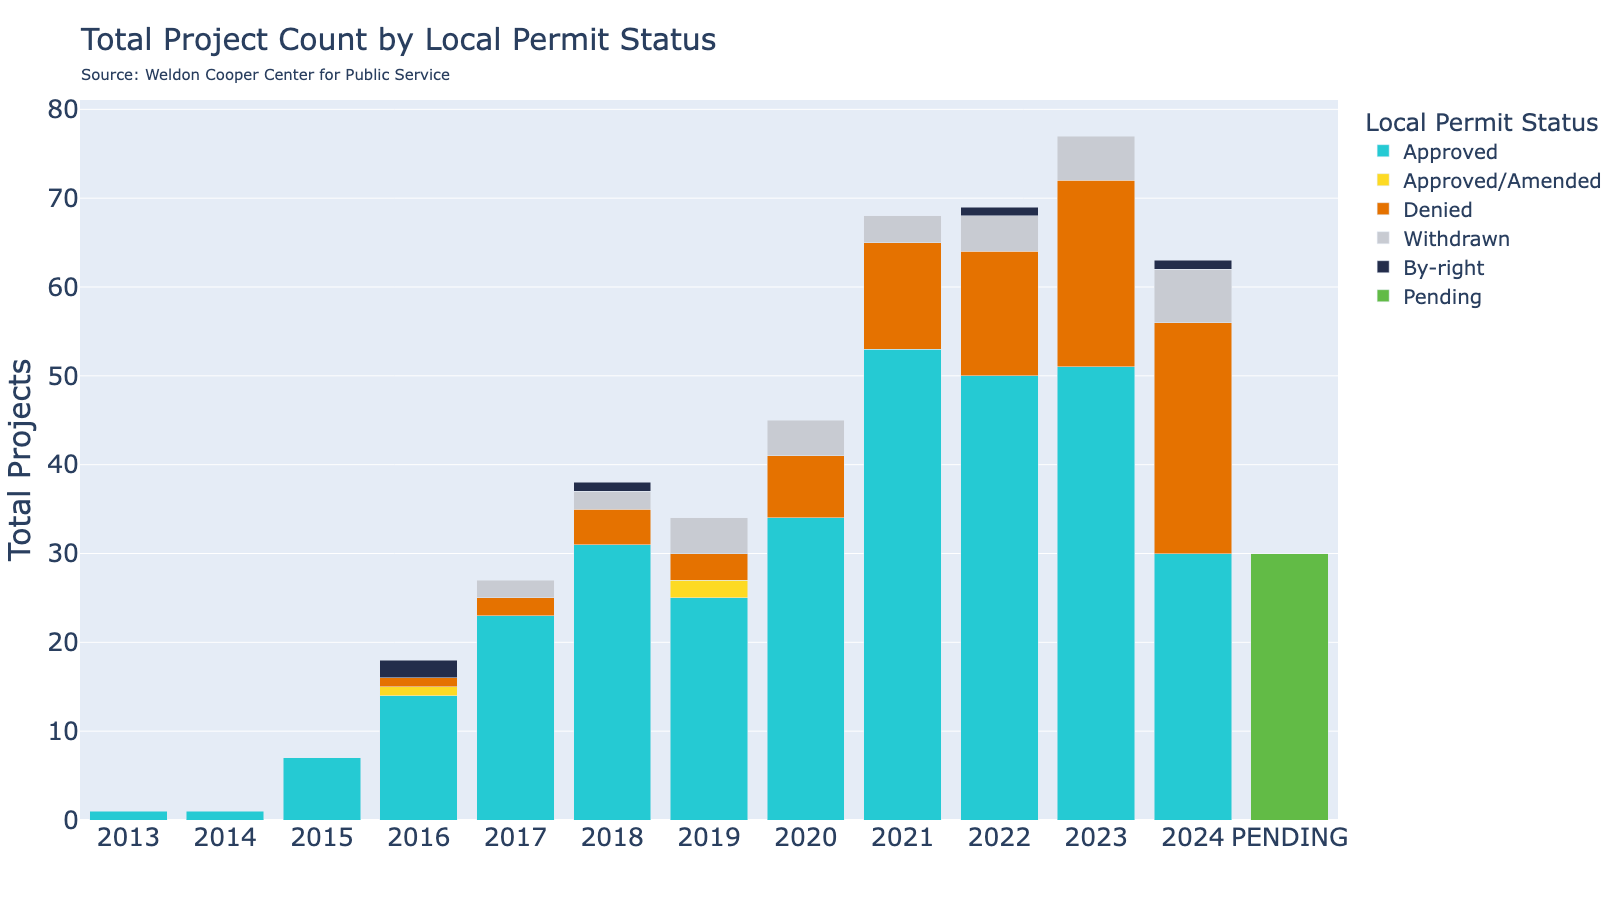 Total Project Count by Local Permit Status
Source: Weldon Cooper Center for Public Service
Total Projects
80
70
60
50
40
30
20
10
0
2013 2014 2015 2016 2017 2018 2019 2020 2021 2022 2023 2024 PENDING
Local Permit Status
Approved
Approved/Amended
Denied
Withdrawn
By-right
Pending